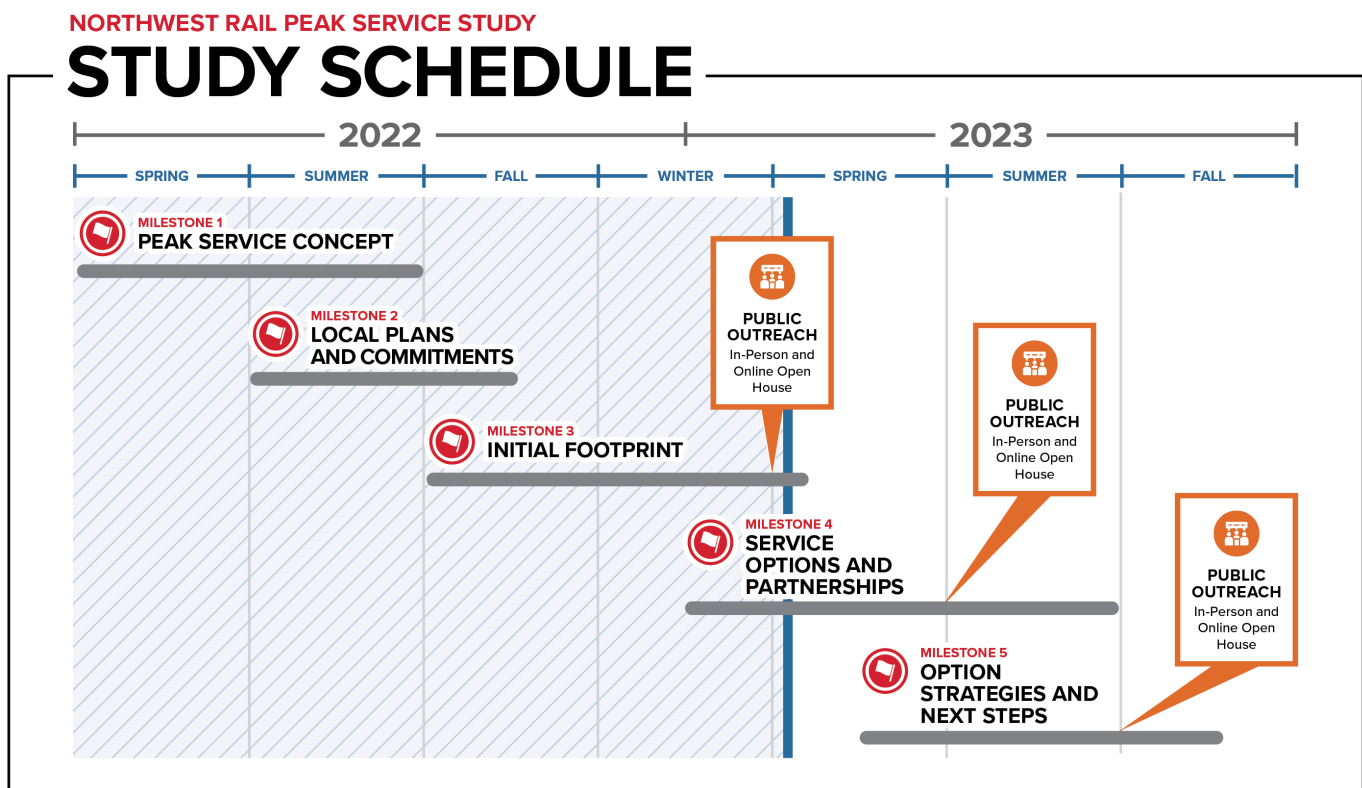 NORTHWEST RAIL PEAK SERVICE STUDY
STUDY SCHEDULE
2022
2023
SPRING
SUMMER
FALL
WINTER
SPRING
SUMMER
FALL
MILESTONE 1
PEAK SERVICE CONCEPT
MILESTONE 2
LOCAL PLANS
AND COMMITMENTS
MILESTONE 3
INITIAL FOOTPRINT
PUBLIC
OUTREACH
In-Person and
Online Open
House
MILESTONE 4
SERVICE
OPTIONS AND
PARTNERSHIPS
PUBLIC
OUTREACH
In-Person and
Online Open
House
MILESTONE 5
OPTION
STRATEGIES AND
NEXT STEPS
PUBLIC
OUTREACH
In-Person and
Online Open
House